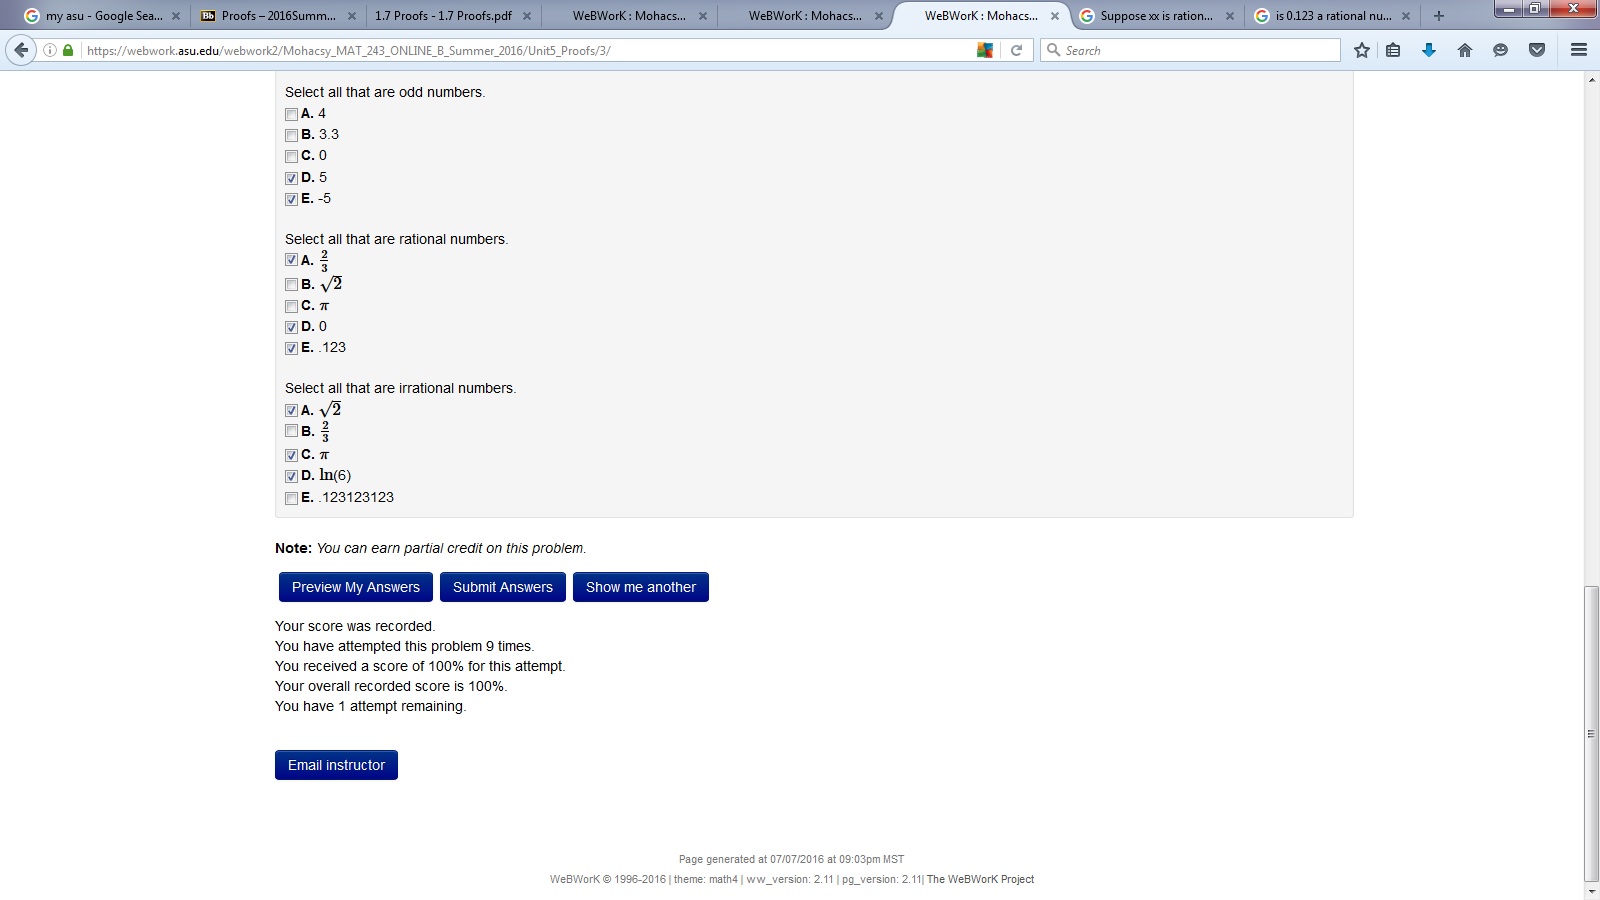 my asu - Google Sea...
Bb Proofs – 2016Summ...
1.7 Proofs - 1.7 Proofs.pdf
WeBWorK : Mohacs...
WeBWorK : Mohacs...
WeBWorK : Mohacs...
Suppose xx is ration...
is 0.123 a rational nu...
https://webwork.asu.edu/webwork2/Mohacsy_MAT_243_ONLINE_B_Summer_2016/Unit5_Proofs/3/
Search
Select all that are odd numbers.
A. 4
B. 3.3
C. 0
D. 5
E. -5
Select all that are rational numbers.
A. 2/3
B. √2
C. π
D. 0
E. .123
Select all that are irrational numbers.
A. √2
B. 2/3
C. π
D. ln(6)
E. .123123123
Note: You can earn partial credit on this problem.
Preview My Answers Submit Answers Show me another
Your score was recorded.
You have attempted this problem 9 times.
You received a score of 100% for this attempt.
Your overall recorded score is 100%.
You have 1 attempt remaining.
Email instructor
Page generated at 07/07/2016 at 09:03pm MST
WeBWorK © 1996-2016 | theme: math4 | ww_version: 2.11 | pg_version: 2.11| The WeBWorK Project